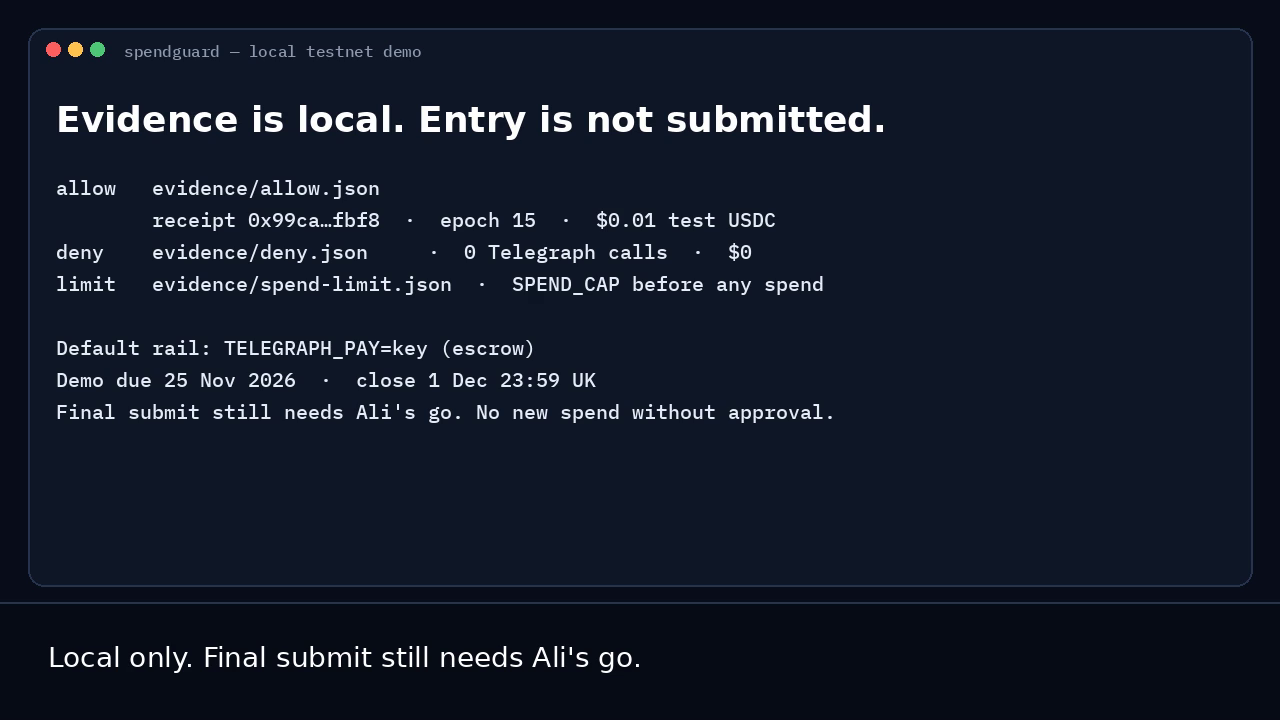 spendguard — local testnet demo
Evidence is local. Entry is not submitted.
allow evidence/allow.json
receipt 0x99ca…fbf8 · epoch 15 · $0.01 test USDC
deny evidence/deny.json · 0 Telegraph calls · $0
limit evidence/spend-limit.json · SPEND_CAP before any spend
Default rail: TELEGRAPH_PAY=key (escrow)
Demo due 25 Nov 2026 · close 1 Dec 23:59 UK
Final submit still needs Ali's go. No new spend without approval.
Local only. Final submit still needs Ali's go.